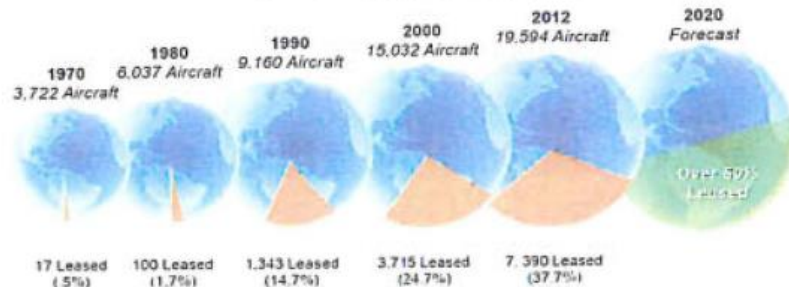 1970
3,722 Aircraft
17 Leased
(.5%)
1980
6,037 Aircraft
100 Leased
(1.7%)
1990
9,160 Aircraft
1,343 Leased
(14.7%)
2000
15,032 Aircraft
3,715 Leased
(24.7%)
2012
19,594 Aircraft
7,390 Leased
(37.7%)
2020
Forecast
Over 50%
Leased